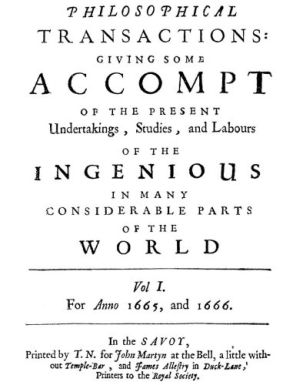 PHILOSOPHICAL
TRANSACTIONS:
GIVING SOME
ACCOMPT
OF THE PRESENT
Undertakings, Studies, and Labours
OF THE
INGENIOUS
IN MANY
CONSIDERABLE PARTS
OF THE
WORLD
Vol I.
For Anno 1665, and 1666.
In the SAVOY,
Printed by T. N. for John Martyn at the Bell, a little with-
out Temple-Bar, and James Allestry in Duck-Lane,
Printers to the Royal Society.